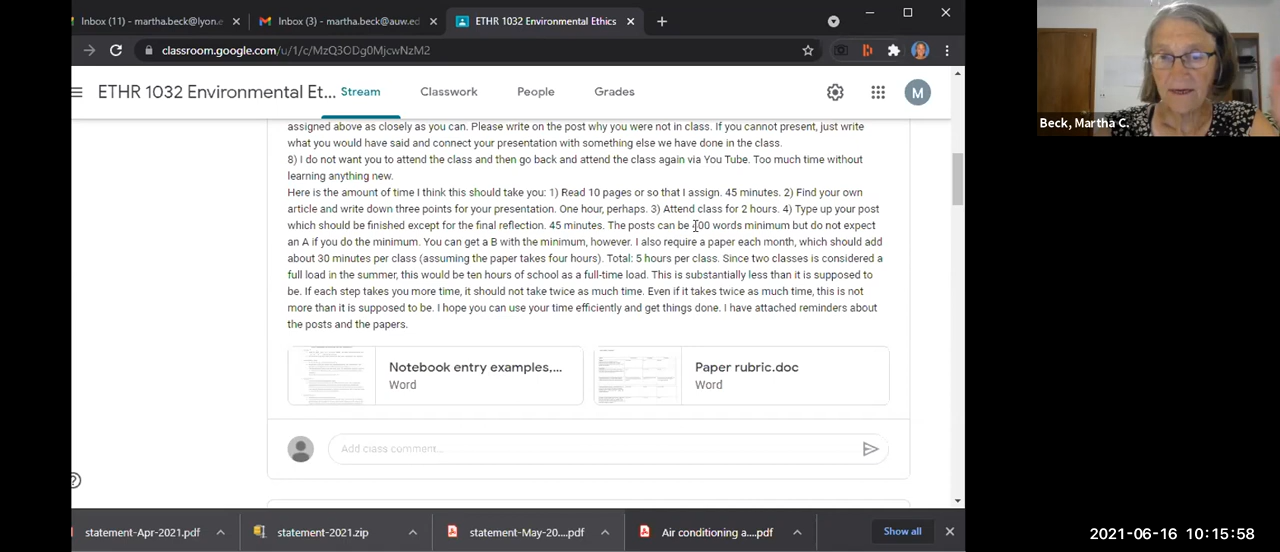 Inbox (11) - martha.beck@lyon.e
Inbox (3) - martha.beck@auw.ed
ETHR 1032 Environmental Ethics
classroom.google.com/u/1/c/MzQ3ODg0MjcwNzM2
ETHR 1032 Environmental Et...
Stream
Classwork
People
Grades
M
assigned above as closely as you can. Please write on the post why you were not in class. If you cannot present, just write
what you would have said and connect your presentation with something else we have done in the class.
8) I do not want you to attend the class and then go back and attend the class again via You Tube. Too much time without
learning anything new.
Here is the amount of time I think this should take you: 1) Read 10 pages or so that I assign. 45 minutes. 2) Find your own
article and write down three points for your presentation. One hour, perhaps. 3) Attend class for 2 hours. 4) Type up your post
which should be finished except for the final reflection. 45 minutes. The posts can be 00 words minimum but do not expect
an A if you do the minimum. You can get a B with the minimum, however. I also require a paper each month, which should add
about 30 minutes per class (assuming the paper takes four hours). Total: 5 hours per class. Since two classes is considered a
full load in the summer, this would be ten hours of school as a full-time load. This is substantially less than it is supposed to
be. If each step takes you more time, it should not take twice as much time. Even if it takes twice as much time, this is not
more than it is supposed to be. I hope you can use your time efficiently and get things done. I have attached reminders about
the posts and the papers.
Notebook entry examples,...
Word
Paper rubric.doc
Word
Add class comment...
statement-Apr-2021.pdf
statement-2021.zip
statement-May-20....pdf
Air conditioning a....pdf
Show all
Beck, Martha C.
2021-06-16 10:15:58